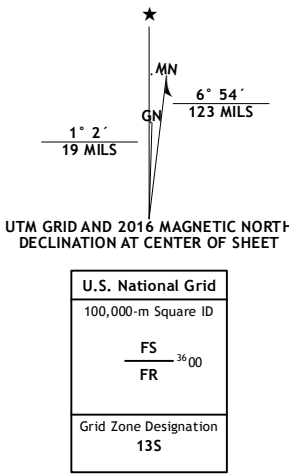 MN
GN
6° 54´
123 MILS
1° 2´
19 MILS
UTM GRID AND 2016 MAGNETIC NORTH
DECLINATION AT CENTER OF SHEET
U.S. National Grid
100,000-m Square ID
FS
3600
FR
Grid Zone Designation
13S